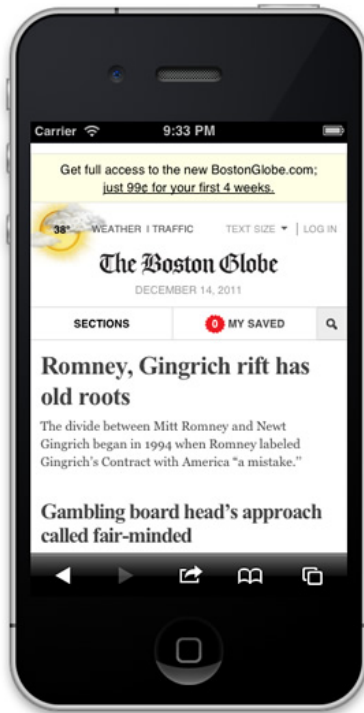 Carrier 9:33 PM
Get full access to the new BostonGlobe.com;
just 99¢ for your first 4 weeks.
38° WEATHER | TRAFFIC TEXT SIZE | LOG IN
The Boston Globe
DECEMBER 14, 2011
SECTIONS 0 MY SAVED
Romney, Gingrich rift has
old roots
The divide between Mitt Romney and Newt
Gingrich began in 1994 when Romney labeled
Gingrich’s Contract with America “a mistake.”
Gambling board head’s approach
called fair-minded